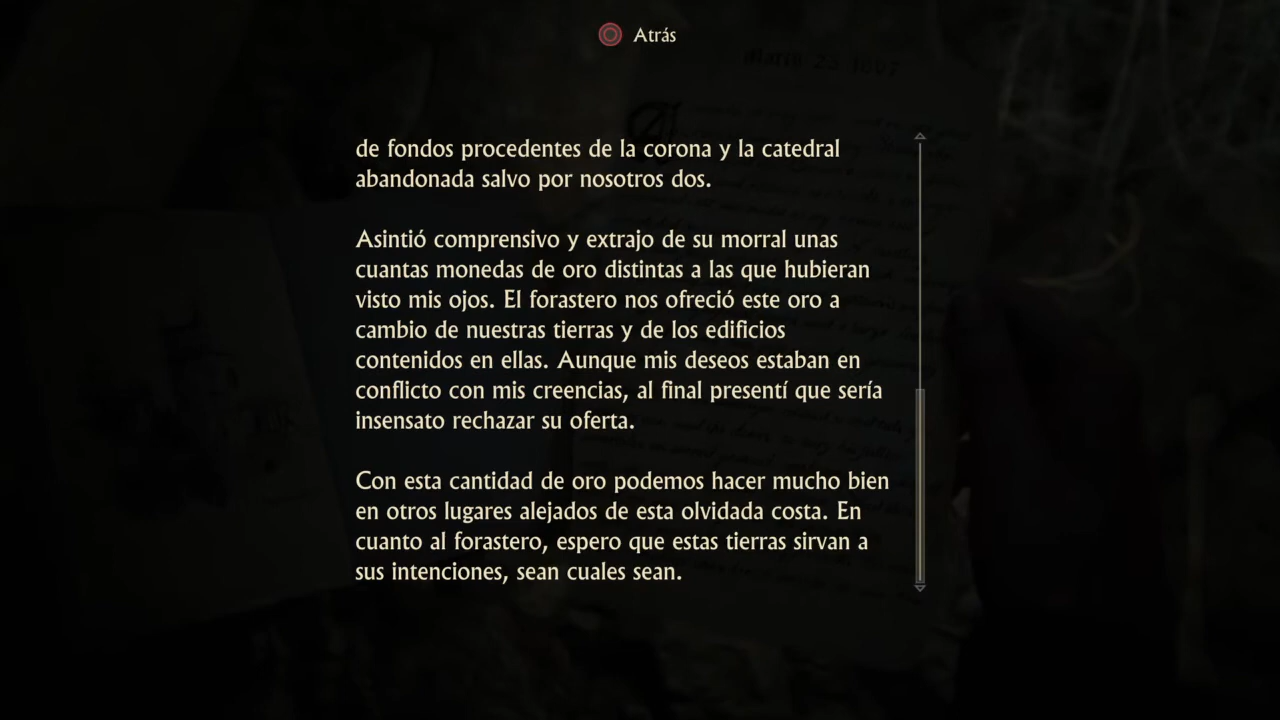 Atrás
de fondos procedentes de la corona y la catedral
abandonada salvo por nosotros dos.
Asintió comprensivo y extrajo de su morral unas
cuantas monedas de oro distintas a las que hubieran
visto mis ojos. El forastero nos ofreció este oro a
cambio de nuestras tierras y de los edificios
contenidos en ellas. Aunque mis deseos estaban en
conflicto con mis creencias, al final presentí que sería
insensato rechazar su oferta.
Con esta cantidad de oro podemos hacer mucho bien
en otros lugares alejados de esta olvidada costa. En
cuanto al forastero, espero que estas tierras sirvan a
sus intenciones, sean cuales sean.